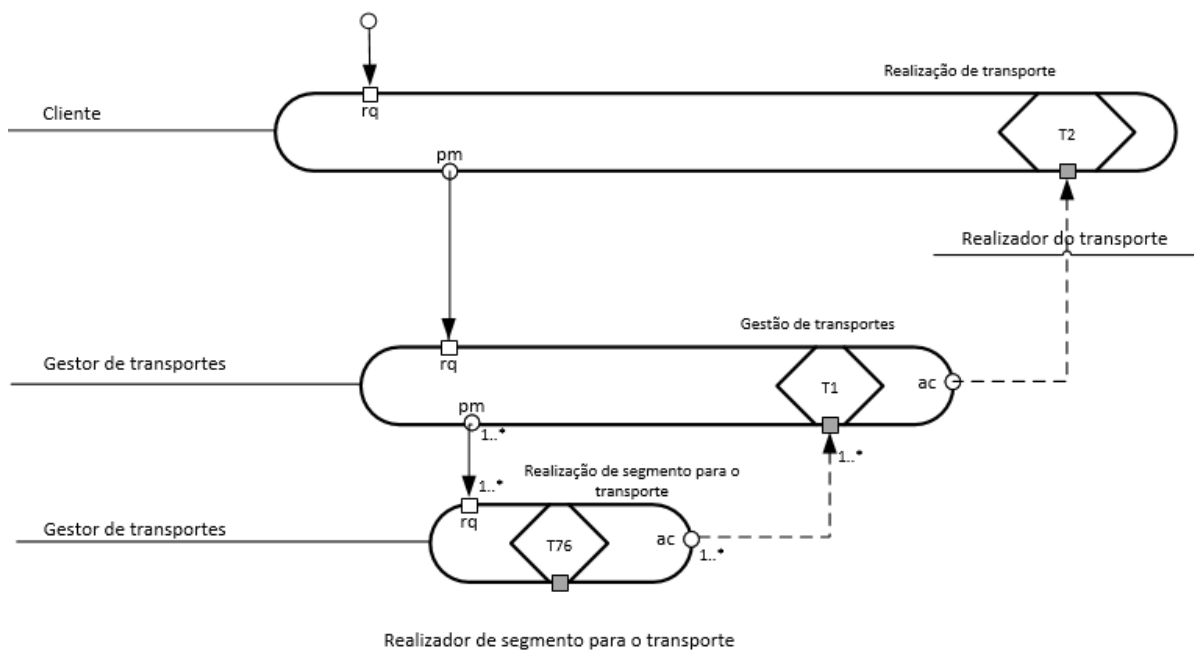 Realização de transporte
Cliente
rq
T2
pm
Realizador do transporte
Gestão de transportes
Gestor de transportes
rq
T1
ac
pm
1..*
1..*
Realização de segmento para o
transporte
1..*
Gestor de transportes
rq
T76
ac
1..*
Realizador de segmento para o transporte